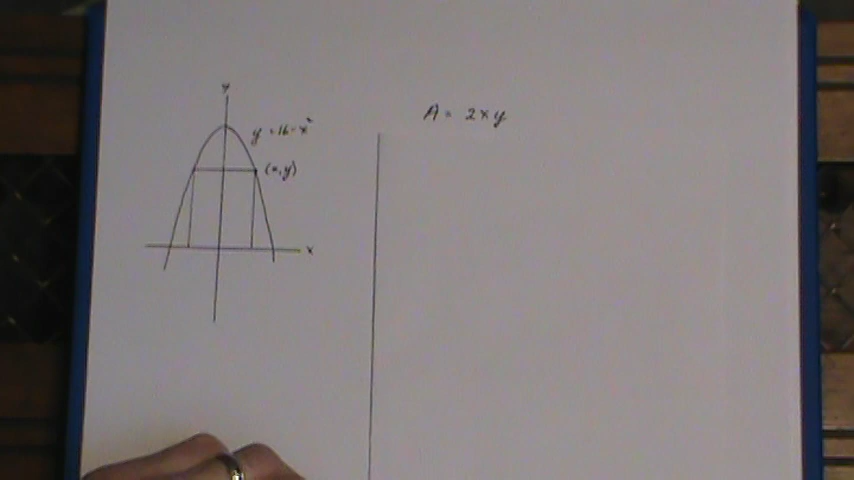 y
y = 16 - x²
(x, y)
x
A = 2xy